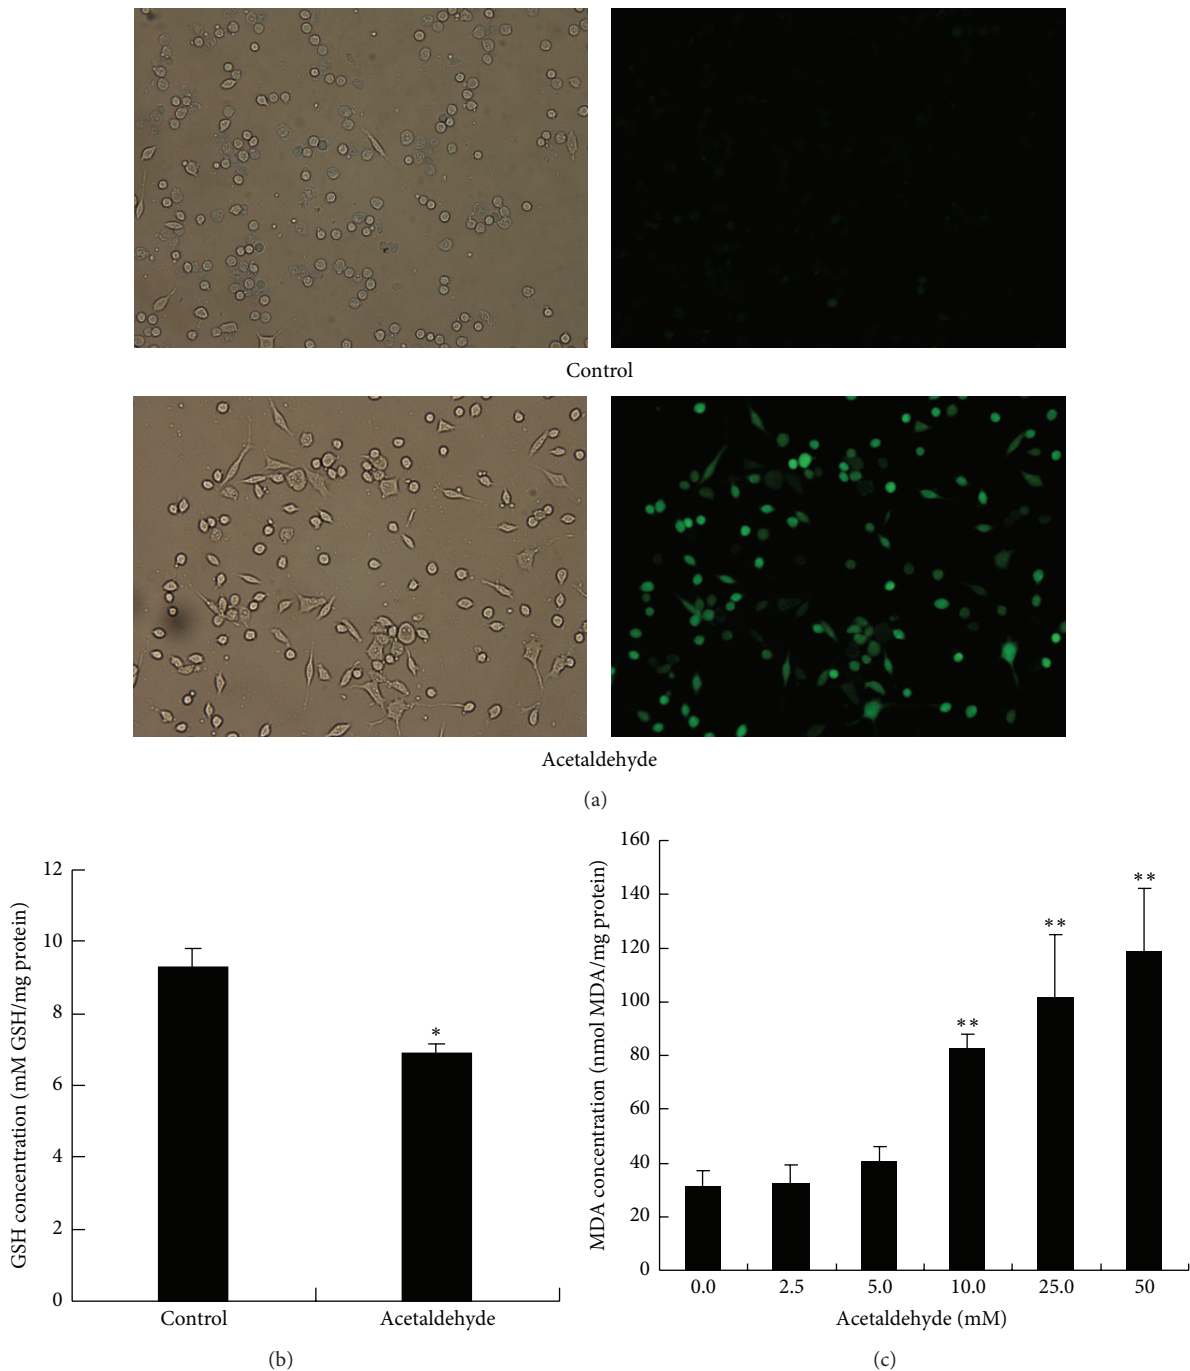 Control
Acetaldehyde
(a)
GSH concentration (mM GSH/mg protein)
12
10
8
6
4
2
0
*
Control
Acetaldehyde
(b)
MDA concentration (nmol MDA/mg protein)
160
140
120
100
80
60
40
20
0
**
**
**
0.0 2.5 5.0 10.0 25.0 50
Acetaldehyde (mM)
(c)